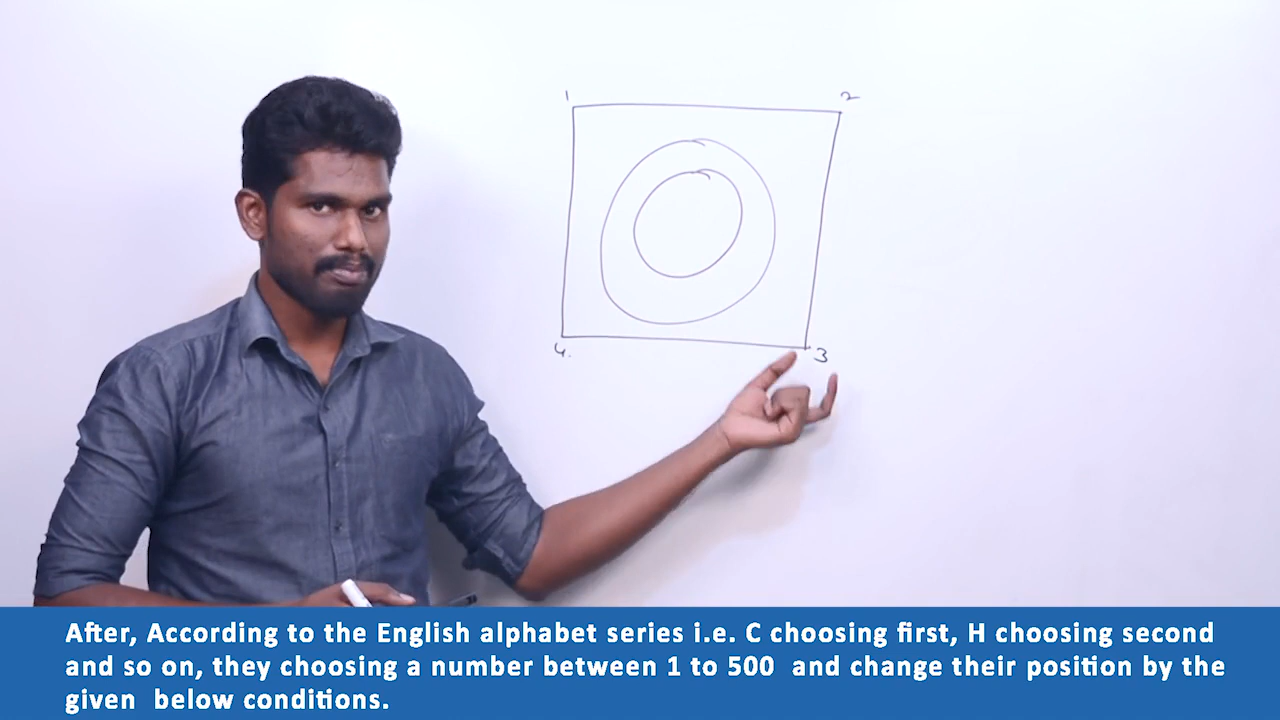 1 2
4. 3
After, According to the English alphabet series i.e. C choosing first, H choosing second
and so on, they choosing a number between 1 to 500 and change their position by the
given below conditions.